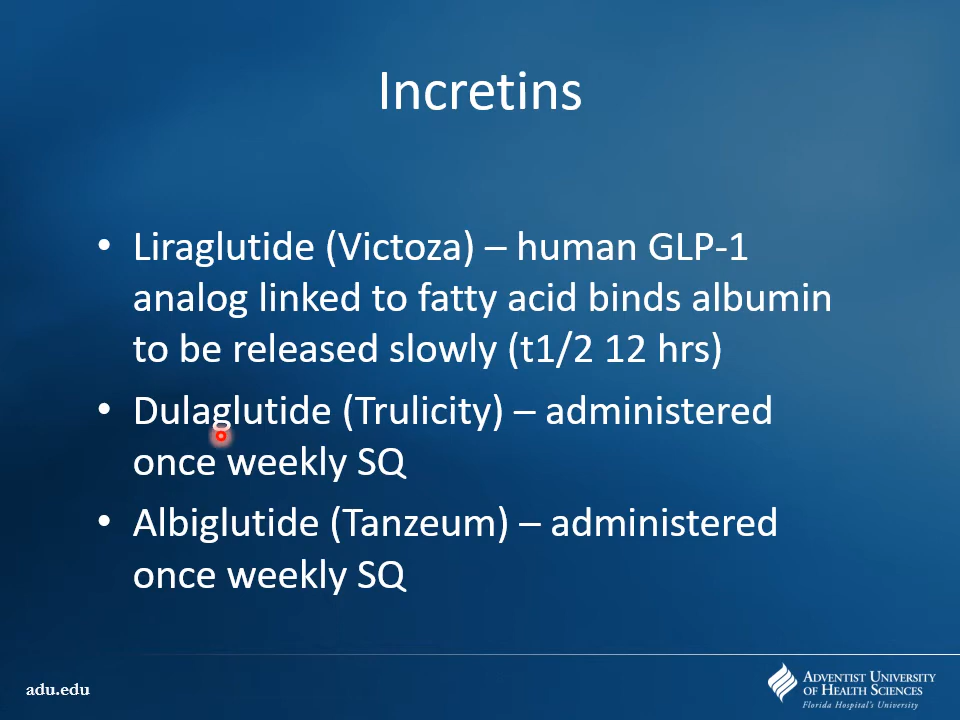 Incretins
• Liraglutide (Victoza) – human GLP-1
analog linked to fatty acid binds albumin
to be released slowly (t1/2 12 hrs)
• Dulaglutide (Trulicity) – administered
once weekly SQ
• Albiglutide (Tanzeum) – administered
once weekly SQ
adu.edu
ADVENTIST UNIVERSITY
OF HEALTH SCIENCES
Florida Hospital's University